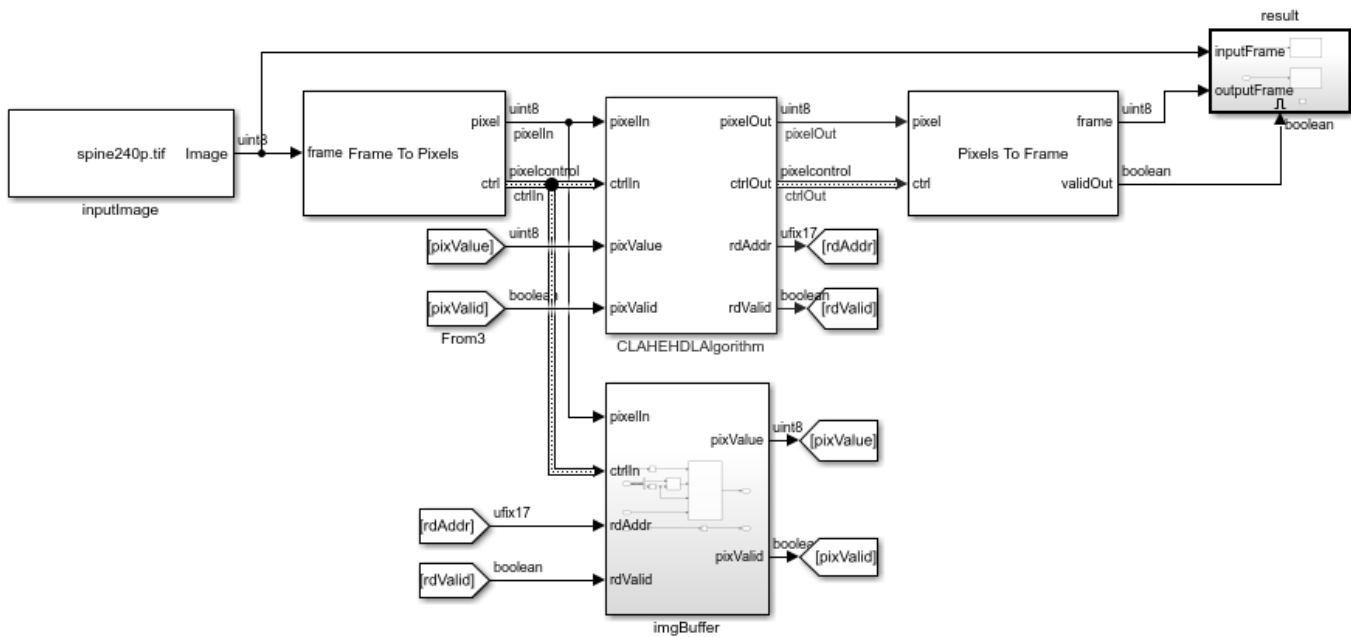 result
inputFrame
outputFrame
boolean
spine240p.tif Image
uint8
inputImage
frame Frame To Pixels
pixel
ctrl
uint8
pixelIn
pixelcontrol
ctrlIn
[pixValue]
uint8
[pixValid]
boolean
From3
pixelIn pixelOut
ctrlIn ctrlOut
pixValue rdAddr
pixValid rdValid
CLAHEHDLAlgorithm
uint8
pixelOut
pixelcontrol
ctrlOut
ufix17
[rdAddr]
boolean
[rdValid]
pixel frame
Pixels To Frame
ctrl validOut
uint8
boolean
pixelIn
pixValue
ctrlIn
rdAddr
pixValid
rdValid
imgBuffer
uint8
[pixValue]
boolean
[pixValid]
[rdAddr]
ufix17
[rdValid]
boolean